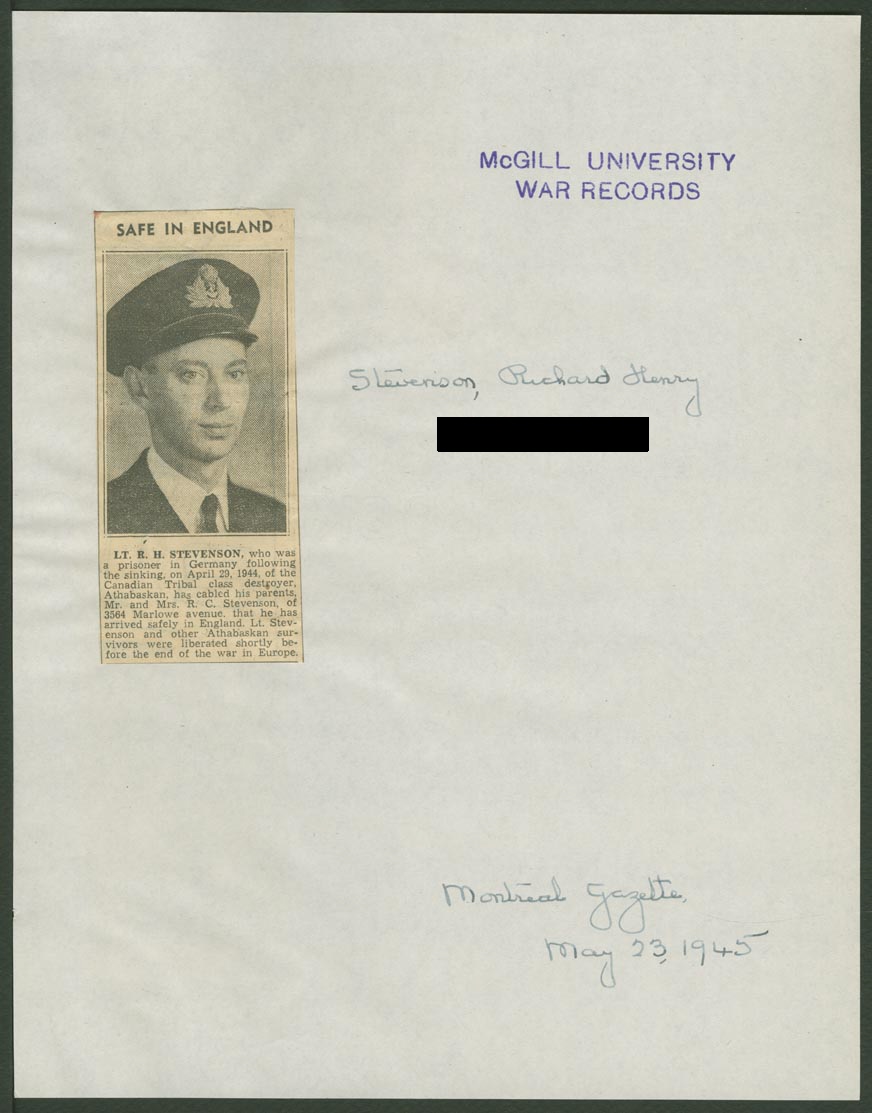 McGILL UNIVERSITY
WAR RECORDS
SAFE IN ENGLAND
Stevenson, Richard Henry
LT. R. H. STEVENSON, who was
a prisoner in Germany following
the sinking, on April 29, 1944, of the
Canadian Tribal class destroyer,
Athabaskan, has cabled his parents,
Mr. and Mrs. R. C. Stevenson, of
3564 Marlowe avenue, that he has
arrived safely in England. Lt. Stev-
enson and other Athabaskan sur-
vivors were liberated shortly be-
fore the end of the war in Europe.
Montreal Gazette,
May 23, 1945